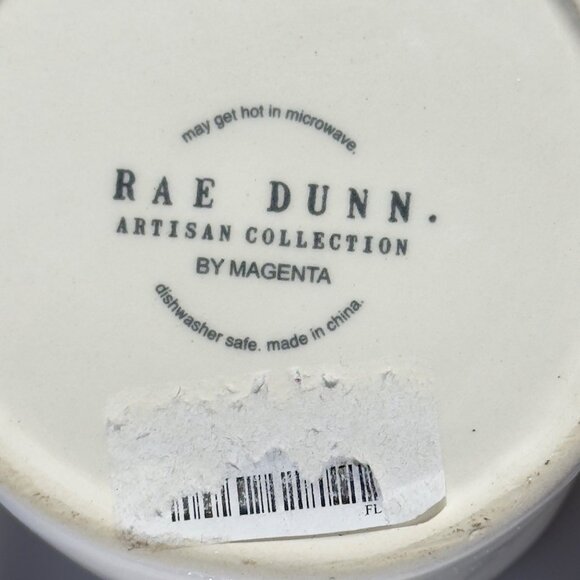 may get hot in microwave.
RAE DUNN.
ARTISAN COLLECTION
BY MAGENTA
dishwasher safe. made in china.
FL